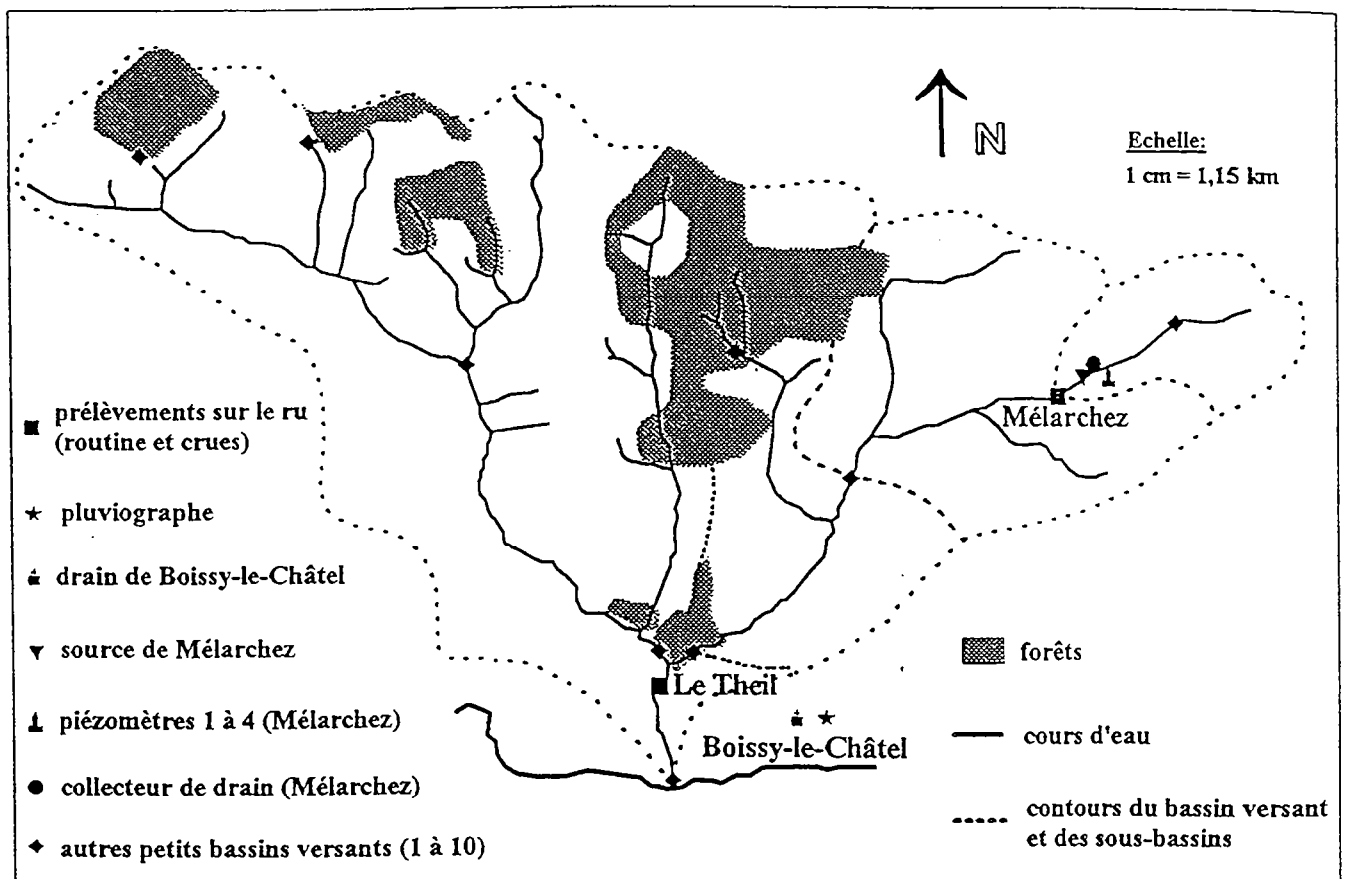 N
Echelle:
1 cm = 1,15 km
Mélarchez
prélèvements sur le ru
(routine et crues)
pluviographe
drain de Boissy-le-Châtel
source de Mélarchez
piézomètres 1 à 4 (Mélarchez)
collecteur de drain (Mélarchez)
autres petits bassins versants (1 à 10)
Le Theil
Boissy-le-Châtel
forêts
cours d'eau
contours du bassin versant
et des sous-bassins